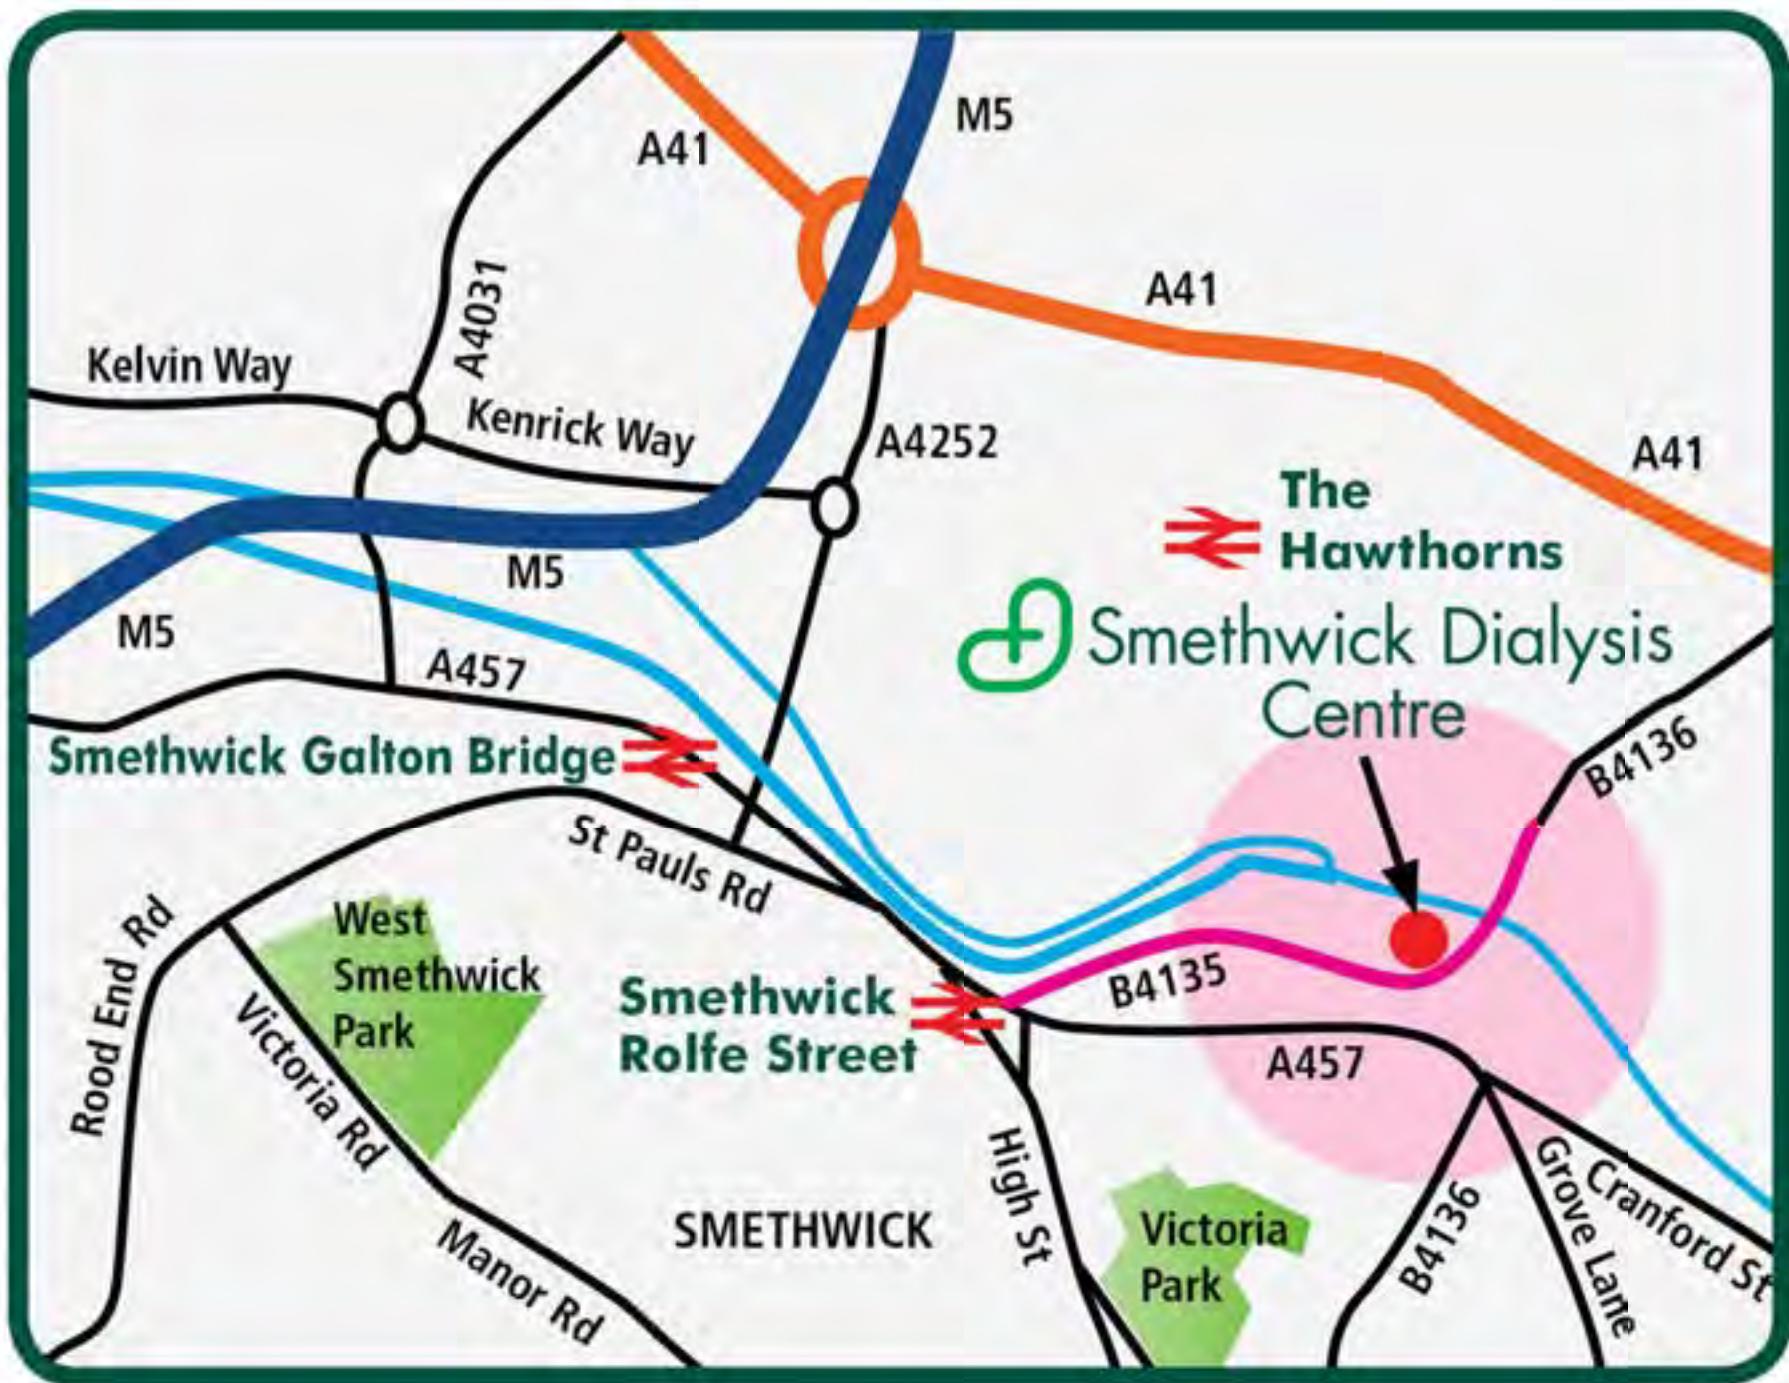 M5
A41
A41
A4031
Kelvin Way
Kenrick Way
A4252
A41
The
Hawthorns
M5
M5
Smethwick Dialysis
Centre
A457
Smethwick Galton Bridge
B4136
St Pauls Rd
Rood End Rd
West
Smethwick
Park
Victoria Rd
Smethwick
Rolfe Street
B4135
A457
High St
SMETHWICK
Manor Rd
Victoria
Park
B4136
Grove Lane
Cranford St